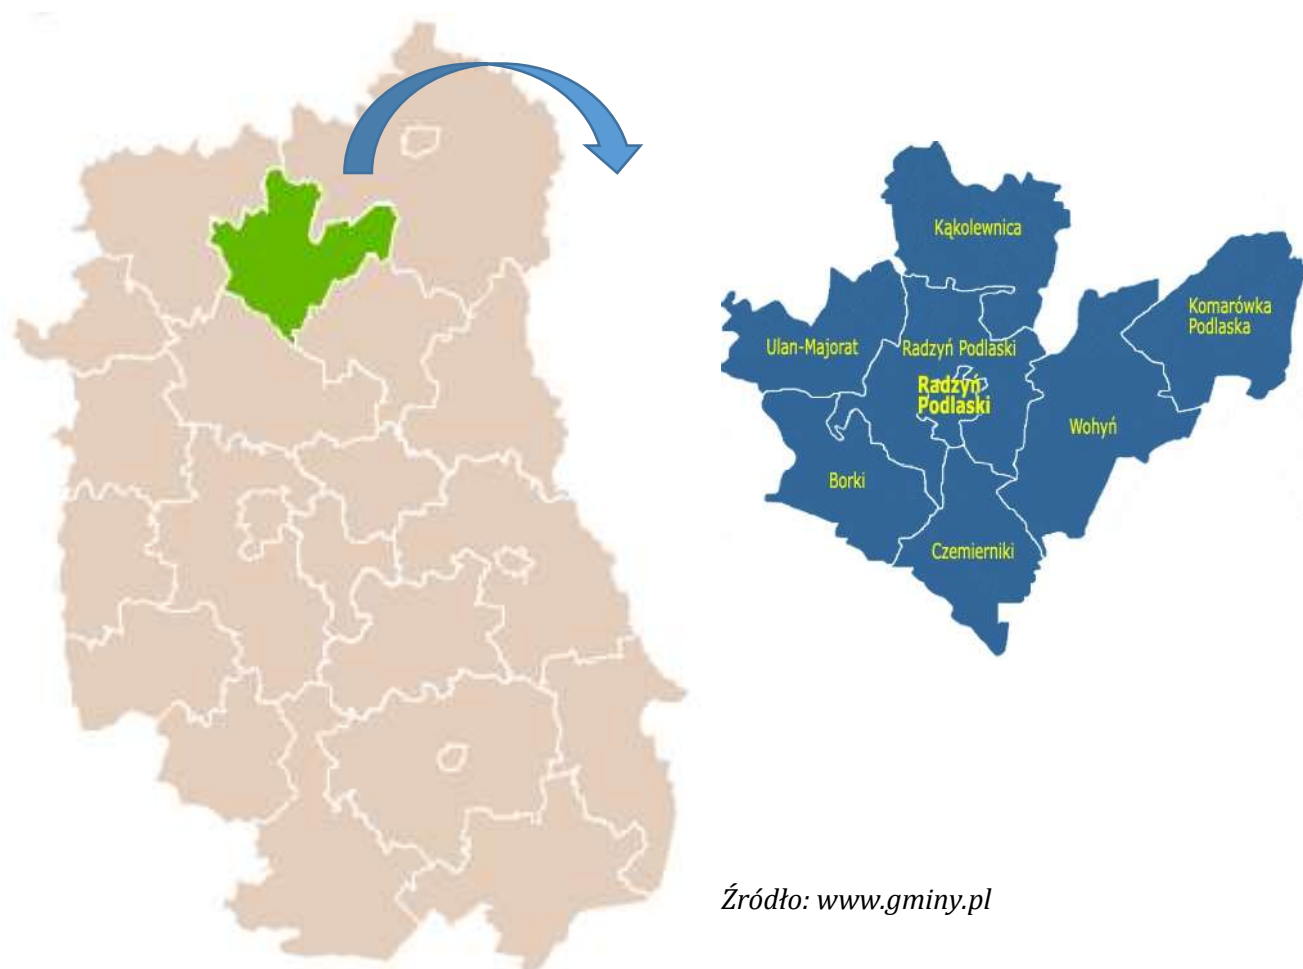 Kąkolewnica
Komarówka
Podlaska
Ulan-Majorat
Radzyń Podlaski
Radzyń
Podlaski
Wohyń
Borki
Czemierniki
Źródło: www.gminy.pl